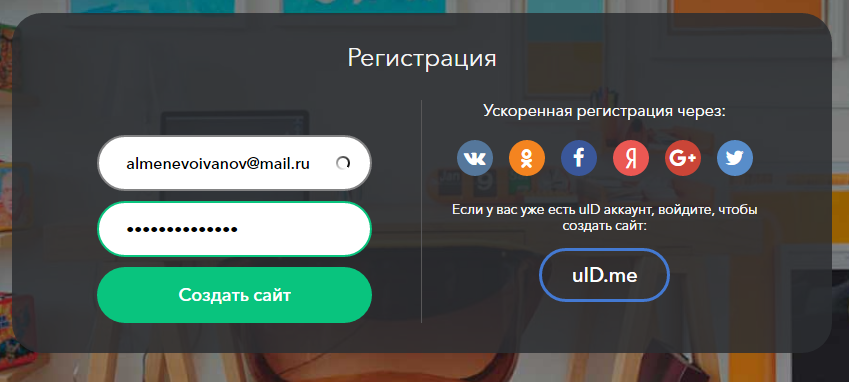 Регистрация
almenevoivanov@mail.ru
••••••••••••••
Создать сайт
Ускоренная регистрация через:
Я
G+
Если у вас уже есть uID аккаунт, войдите, чтобы
создать сайт:
uID.me